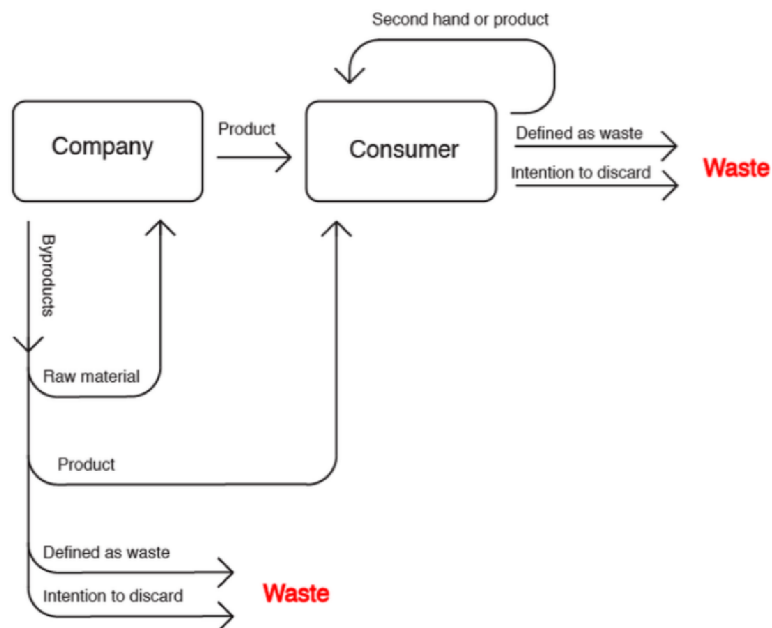 Second hand or product
Company
Product
Consumer
Defined as waste
Intention to discard
Waste
Byproducts
Raw material
Product
Defined as waste
Intention to discard
Waste